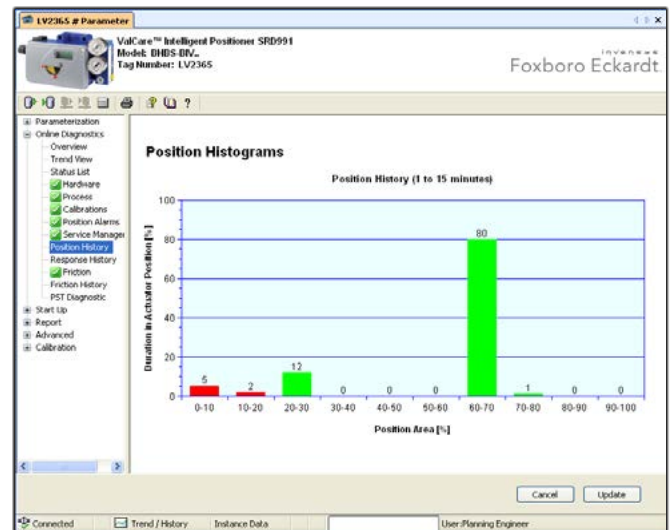 LV2365 # Parameter
ValCare™ Intelligent Positioner SRD991
Model: BHDS-BIV..
Tag Number: LV2365
invensys
Foxboro Eckardt
Parameterization
Online Diagnostics
Overview
Trend View
Status List
Hardware
Process
Calibrations
Position Alarms
Service Manager
Position History
Response History
Friction
Friction History
PST Diagnostic
Start Up
Report
Advanced
Calibration
Position Histograms
Position History (1 to 15 minutes)
Duration in Actuator Position [%]
100
80
60
40
20
0
5
2
12
0
0
0
80
1
0
0
0-10
10-20
20-30
30-40
40-50
50-60
60-70
70-80
80-90
90-100
Position Area [%]
Cancel
Update
Connected
Trend / History
Instance Data
User:Planning Engineer